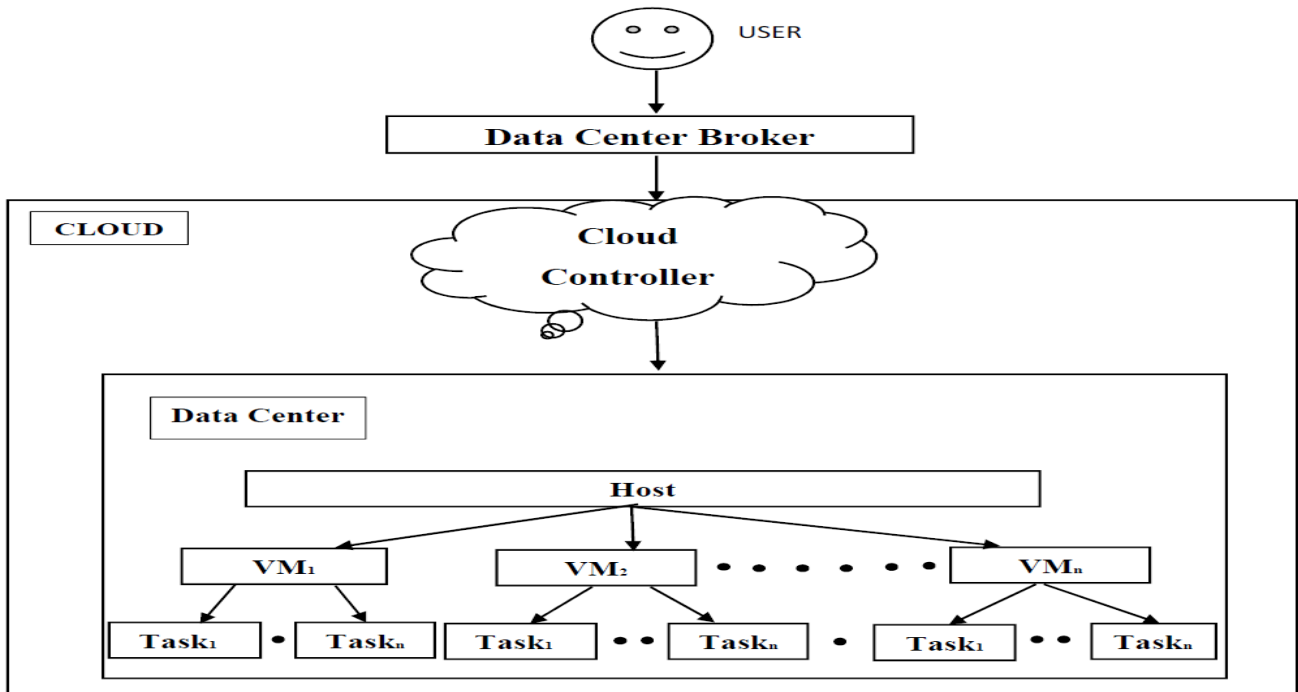 USER
Data Center Broker
CLOUD
Cloud
Controller
Data Center
Host
VM₁ VM₂ VMₙ
Task₁ Taskₙ Task₁ Taskₙ Task₁ Taskₙ